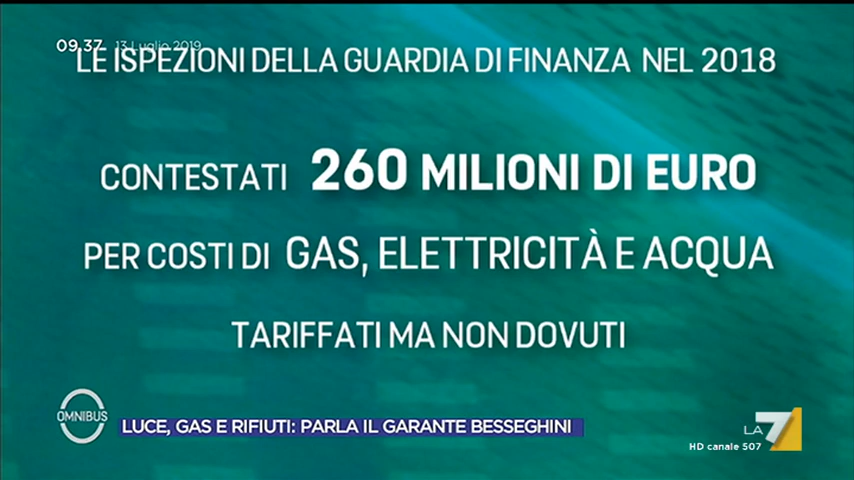 09.37 13 Luglio 2019
LE ISPEZIONI DELLA GUARDIA DI FINANZA NEL 2018
CONTESTATI 260 MILIONI DI EURO
PER COSTI DI GAS, ELETTRICITÀ E ACQUA
TARIFFATI MA NON DOVUTI
OMNIBUS
LUCE, GAS E RIFIUTI: PARLA IL GARANTE BESSEGHINI
LA 7
HD canale 507